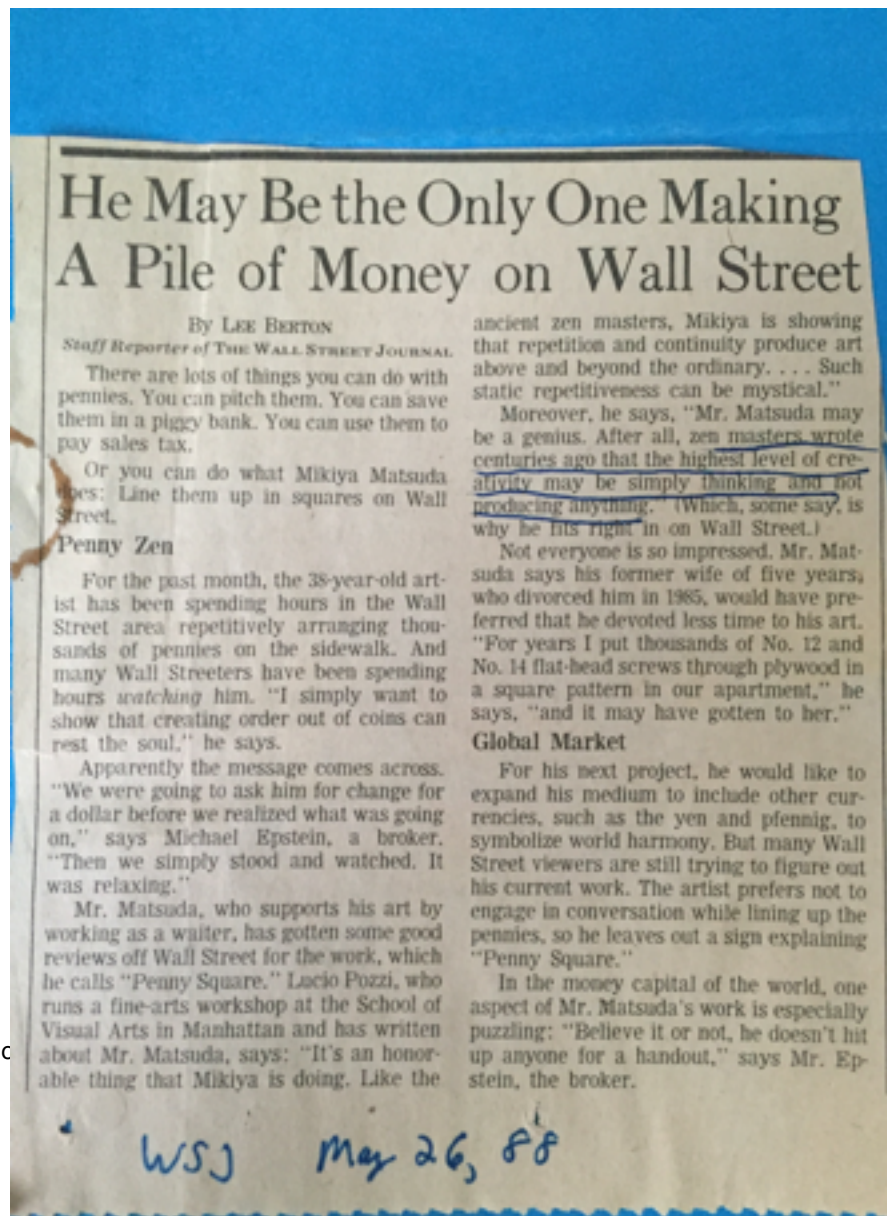 He May Be the Only One Making
A Pile of Money on Wall Street
By LEE BERTON
Staff Reporter of THE WALL STREET JOURNAL
There are lots of things you can do with
pennies. You can pitch them. You can save
them in a piggy bank. You can use them to
pay sales tax.
Or you can do what Mikiya Matsuda
does: Line them up in squares on Wall
Street.
Penny Zen
For the past month, the 38-year-old art-
ist has been spending hours in the Wall
Street area repetitively arranging thou-
sands of pennies on the sidewalk. And
many Wall Streeters have been spending
hours watching him. "I simply want to
show that creating order out of coins can
rest the soul," he says.
Apparently the message comes across.
"We were going to ask him for change for
a dollar before we realized what was going
on," says Michael Epstein, a broker.
"Then we simply stood and watched. It
was relaxing."
Mr. Matsuda, who supports his art by
working as a waiter, has gotten some good
reviews off Wall Street for the work, which
he calls "Penny Square." Lucio Pozzi, who
runs a fine-arts workshop at the School of
Visual Arts in Manhattan and has written
about Mr. Matsuda, says: "It's an honor-
able thing that Mikiya is doing. Like the
ancient zen masters, Mikiya is showing
that repetition and continuity produce art
above and beyond the ordinary. . . . Such
static repetitiveness can be mystical."
Moreover, he says, "Mr. Matsuda may
be a genius. After all, zen masters wrote
centuries ago that the highest level of cre-
ativity may be simply thinking and not
producing anything." (Which, some say, is
why he fits right in on Wall Street.)
Not everyone is so impressed. Mr. Mat-
suda says his former wife of five years,
who divorced him in 1985, would have pre-
ferred that he devoted less time to his art.
"For years I put thousands of No. 12 and
No. 14 flat-head screws through plywood in
a square pattern in our apartment," he
says, "and it may have gotten to her."
Global Market
For his next project, he would like to
expand his medium to include other cur-
rencies, such as the yen and pfennig, to
symbolize world harmony. But many Wall
Street viewers are still trying to figure out
his current work. The artist prefers not to
engage in conversation while lining up the
pennies, so he leaves out a sign explaining
"Penny Square."
In the money capital of the world, one
aspect of Mr. Matsuda's work is especially
puzzling: "Believe it or not, he doesn't hit
up anyone for a handout," says Mr. Ep-
stein, the broker.
WSJ May 26, 88